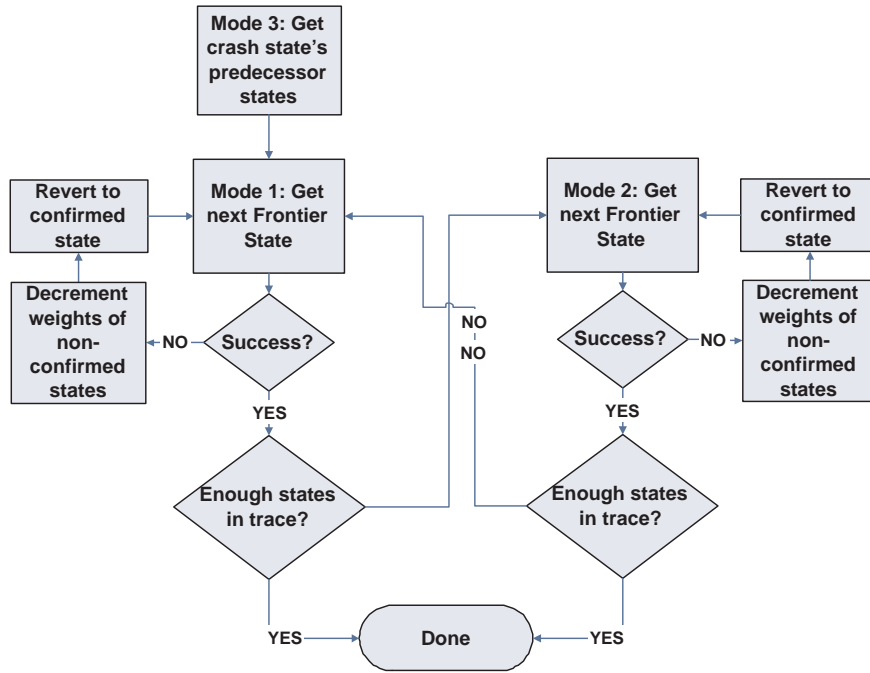 Mode 3: Get
crash state's
predecessor
states
Revert to
confirmed
state
Mode 1: Get
next Frontier
State
Mode 2: Get
next Frontier
State
Revert to
confirmed
state
Decrement
weights of
non-
confirmed
states
NO
Success?
NO
NO
Success?
NO
Decrement
weights of
non-
confirmed
states
YES
YES
Enough states
in trace?
Enough states
in trace?
YES
Done
YES